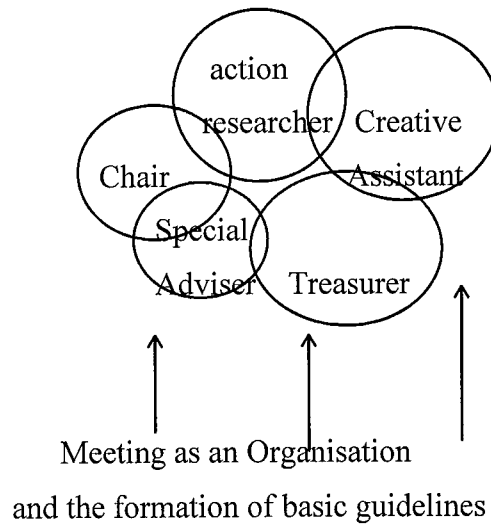 action
researcher
Creative
Assistant
Chair
Special
Adviser
Treasurer
Meeting as an Organisation
and the formation of basic guidelines